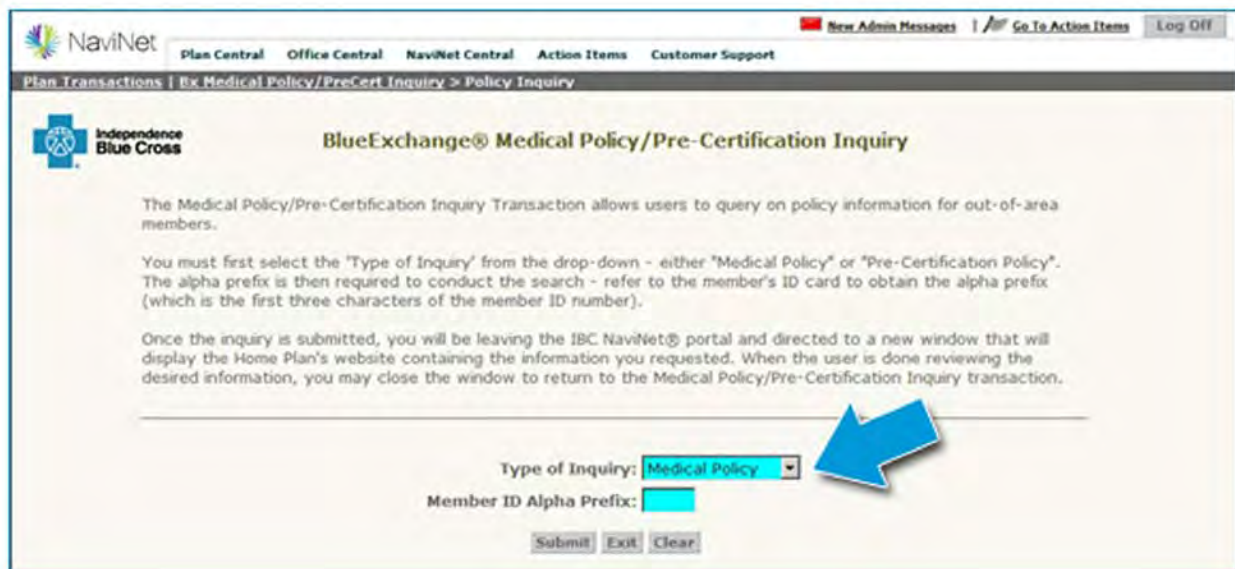 NaviNet
New Admin Messages | Go To Action Items Log Off
Plan Central Office Central NaviNet Central Action Items Customer Support
Plan Transactions | Bx Medical Policy/PreCert Inquiry > Policy Inquiry
Independence
Blue Cross
BlueExchange® Medical Policy/Pre-Certification Inquiry
The Medical Policy/Pre-Certification Inquiry Transaction allows users to query on policy information for out-of-area
members.
You must first select the 'Type of Inquiry' from the drop-down - either "Medical Policy" or "Pre-Certification Policy".
The alpha prefix is then required to conduct the search - refer to the member's ID card to obtain the alpha prefix
(which is the first three characters of the member ID number).
Once the inquiry is submitted, you will be leaving the IBC NaviNet® portal and directed to a new window that will
display the Home Plan's website containing the information you requested. When the user is done reviewing the
desired information, you may close the window to return to the Medical Policy/Pre-Certification Inquiry transaction.
Type of Inquiry: Medical Policy
Member ID Alpha Prefix:
Submit Exit Clear